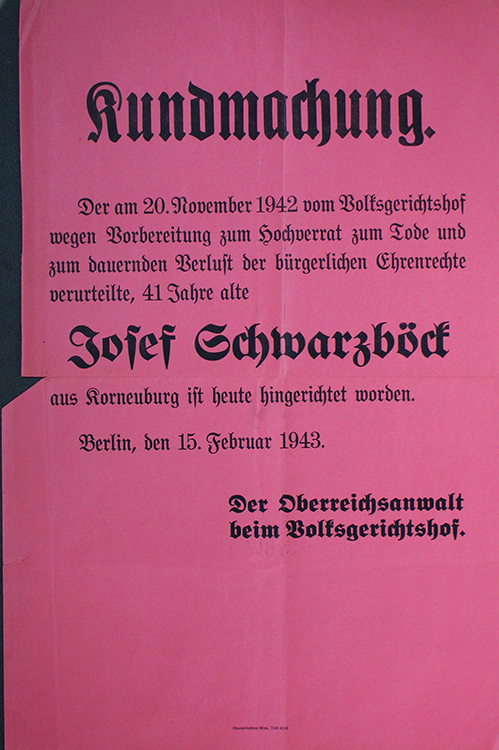 Kundmachung.
Der am 20. November 1942 vom Volksgerichtshof
wegen Vorbereitung zum Hochverrat zum Tode und
zum dauernden Verlust der bürgerlichen Ehrenrechte
verurteilte, 41 Jahre alte
Josef Schwarzböck
aus Korneuburg ist heute hingerichtet worden.
Berlin, den 15. Februar 1943.
Der Oberreichsanwalt
beim Volksgerichtshof.